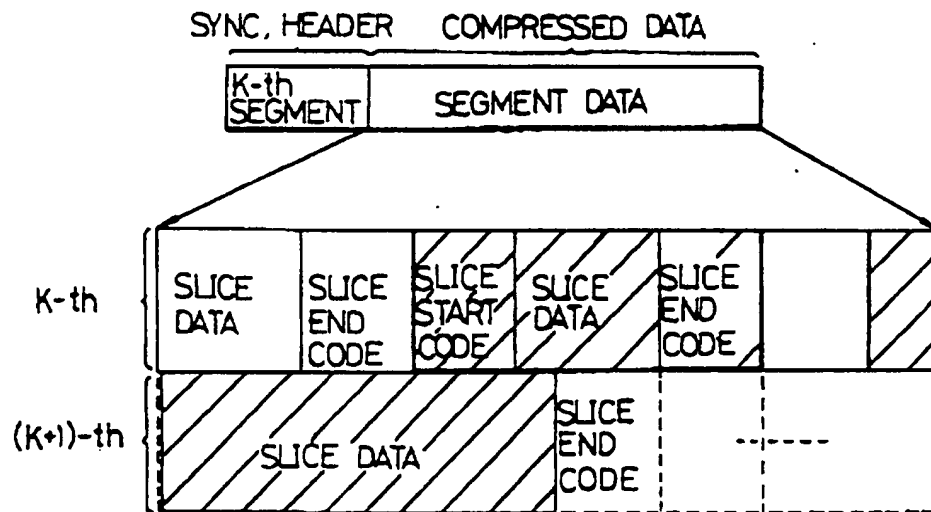 SYNC, HEADER COMPRESSED DATA
K-th
SEGMENT
SEGMENT DATA
K-th
SLICE
DATA
SLICE
END
CODE
SLICE
START
CODE
SLICE
DATA
SLICE
END
CODE
(K+1)-th
SLICE DATA
SLICE
END
CODE